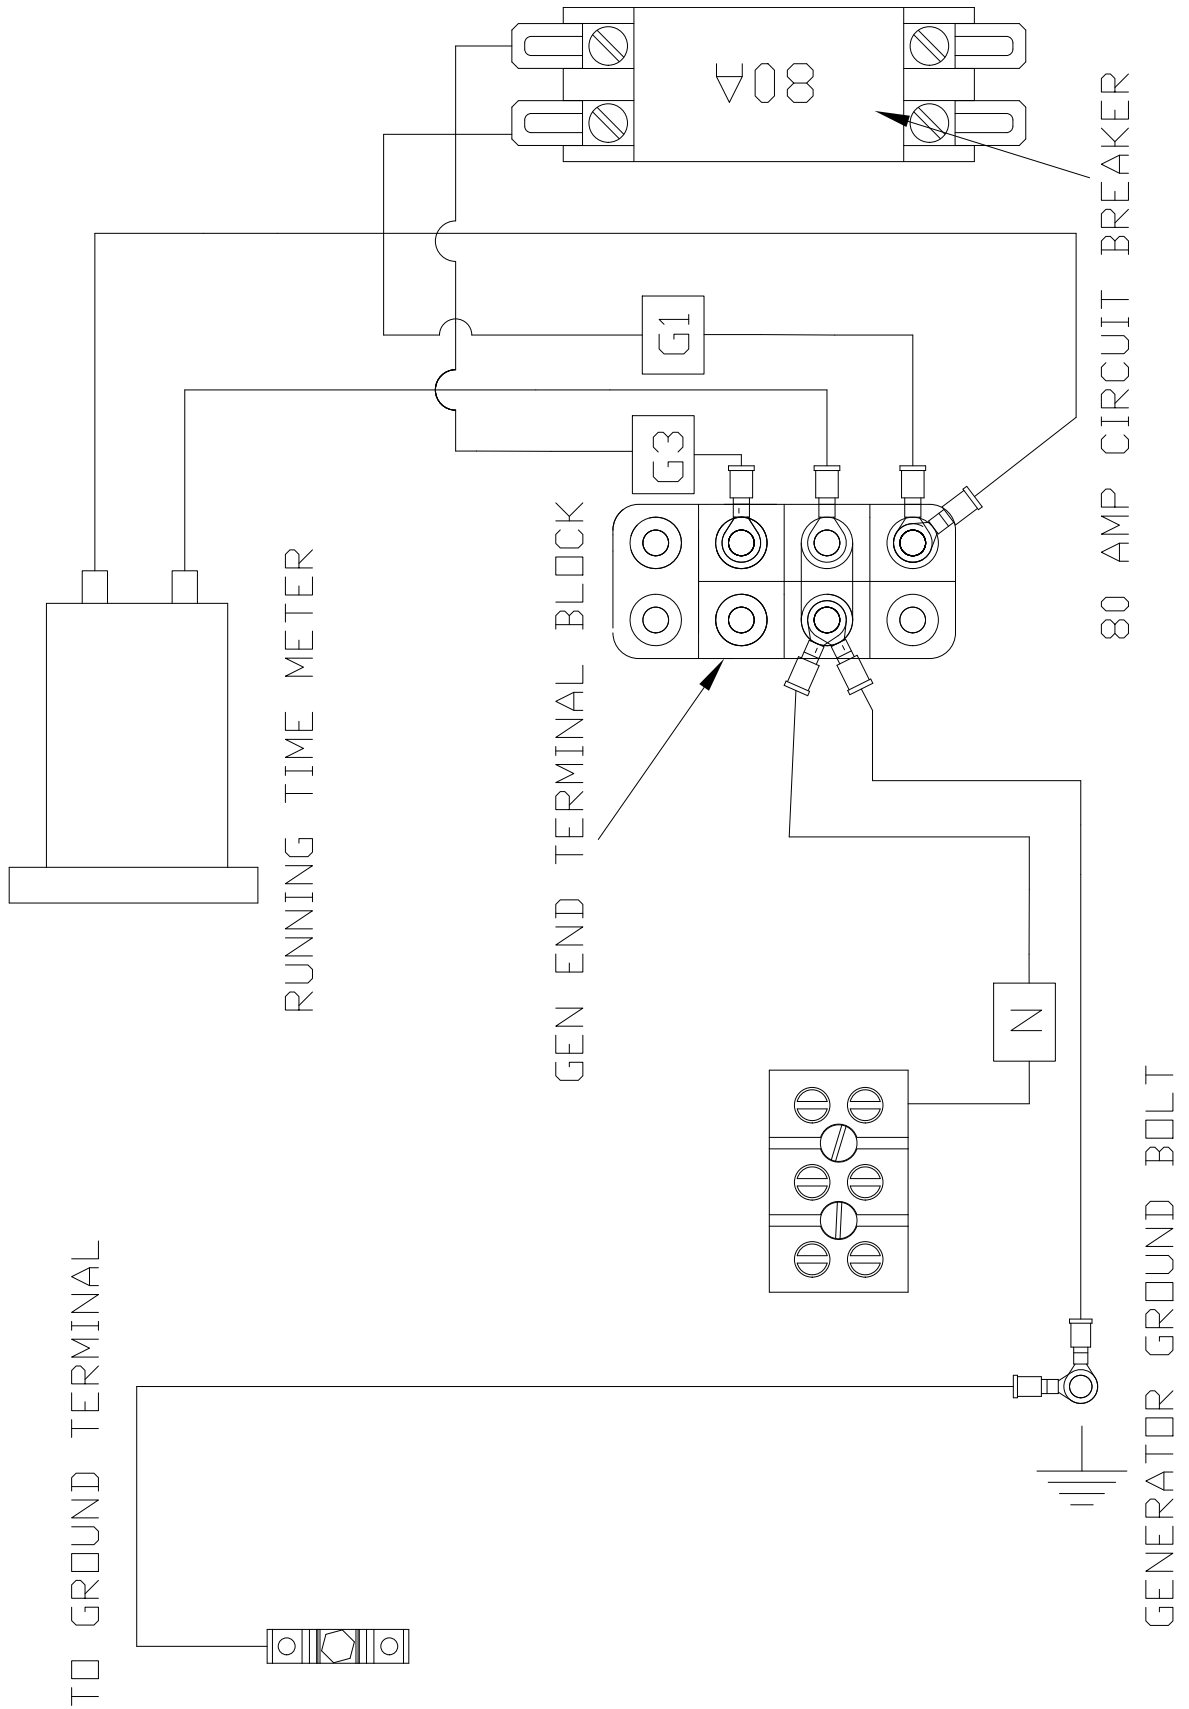 TO GROUND TERMINAL
RUNNING TIME METER
GEN END TERMINAL BLOCK
G3
G1
80A
N
80 AMP CIRCUIT BREAKER
GENERATOR GROUND BOLT